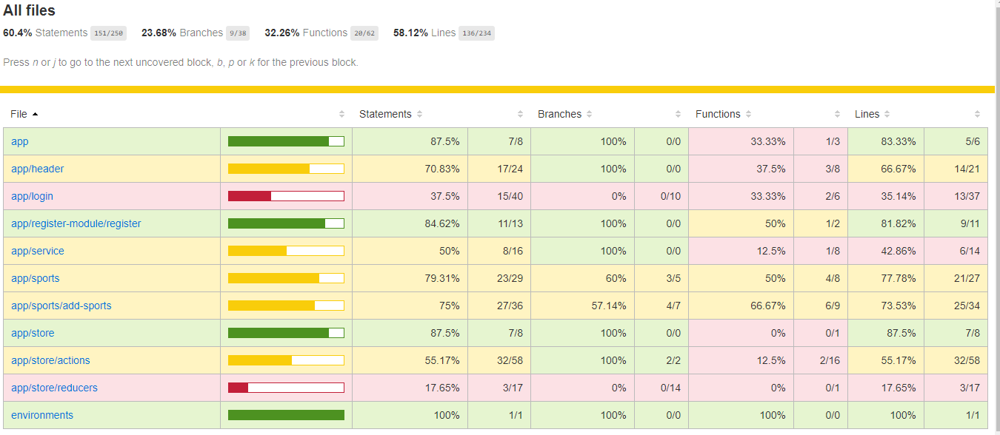 All files
60.4% Statements 151/250 23.68% Branches 9/38 32.26% Functions 20/62 58.12% Lines 136/234
Press n or j to go to the next uncovered block, b, p or k for the previous block.
File Statements Branches Functions Lines
app 87.5% 7/8 100% 0/0 33.33% 1/3 83.33% 5/6
app/header 70.83% 17/24 100% 0/0 37.5% 3/8 66.67% 14/21
app/login 37.5% 15/40 0% 0/10 33.33% 2/6 35.14% 13/37
app/register-module/register 84.62% 11/13 100% 0/0 50% 1/2 81.82% 9/11
app/service 50% 8/16 100% 0/0 12.5% 1/8 42.86% 6/14
app/sports 79.31% 23/29 60% 3/5 50% 4/8 77.78% 21/27
app/sports/add-sports 75% 27/36 57.14% 4/7 66.67% 6/9 73.53% 25/34
app/store 87.5% 7/8 100% 0/0 0% 0/1 87.5% 7/8
app/store/actions 55.17% 32/58 100% 2/2 12.5% 2/16 55.17% 32/58
app/store/reducers 17.65% 3/17 0% 0/14 0% 0/1 17.65% 3/17
environments 100% 1/1 100% 0/0 100% 0/0 100% 1/1